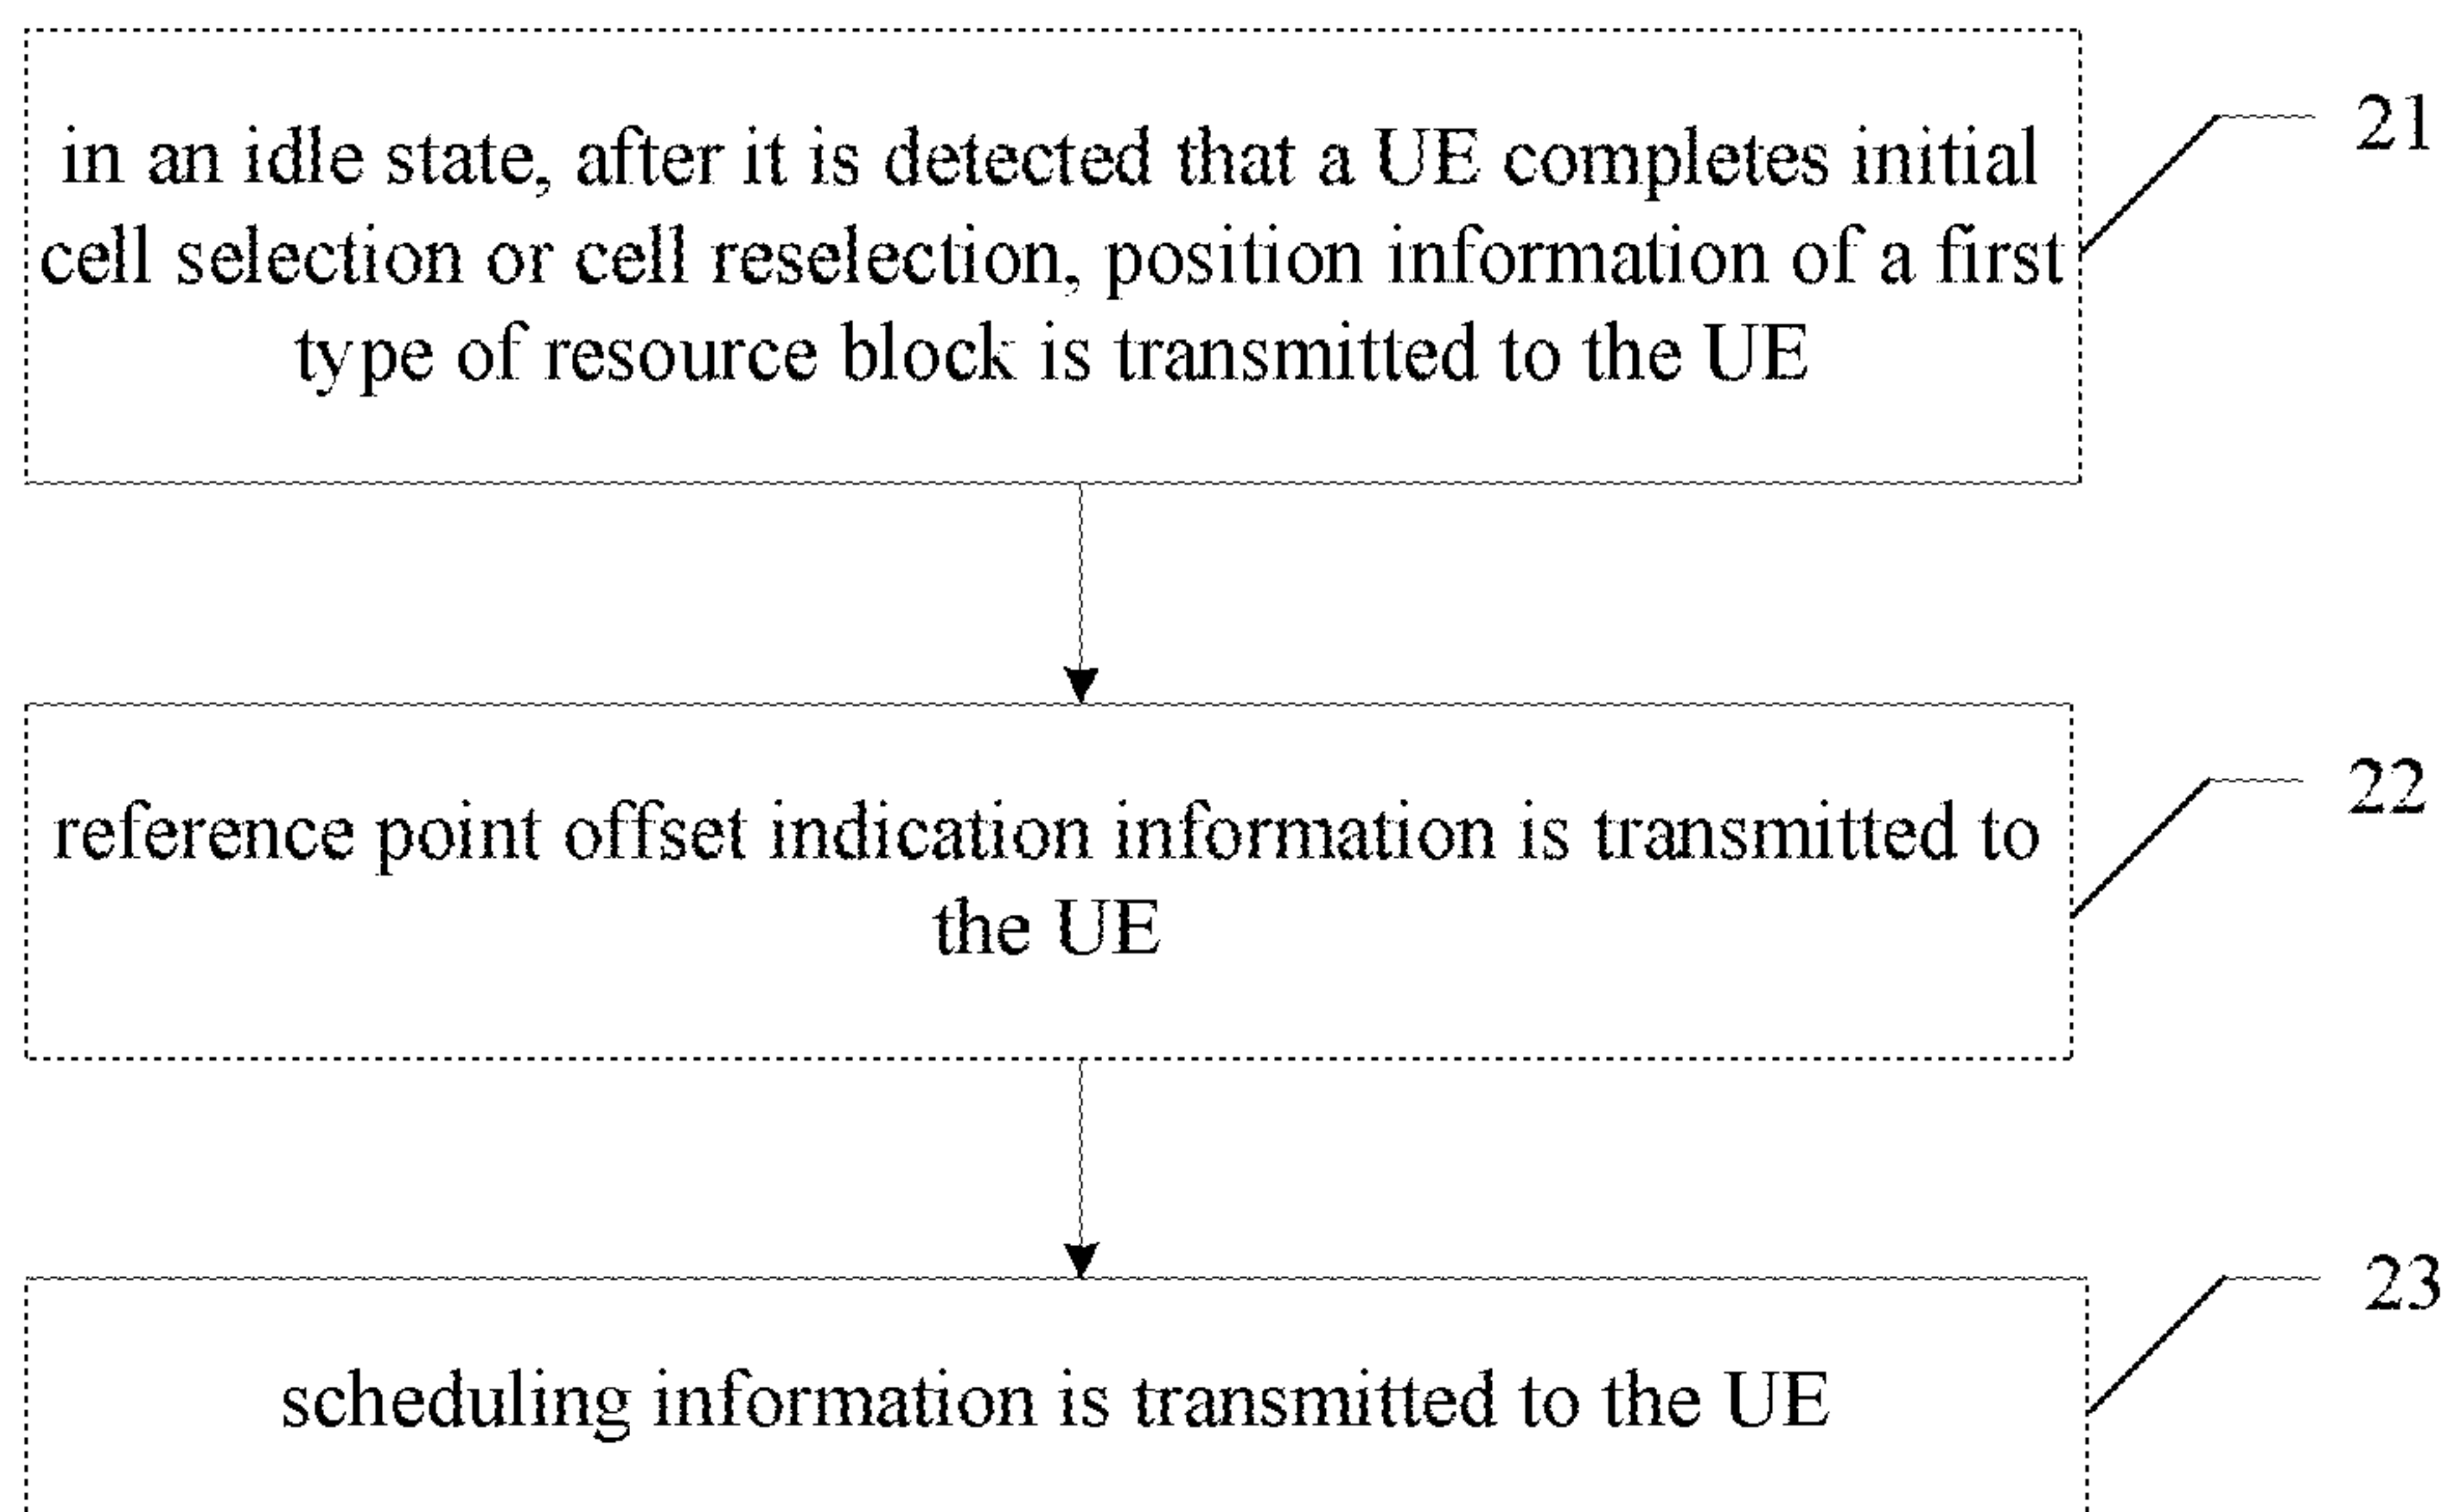 in an idle state, after it is detected that a UE completes initial
cell selection or cell reselection, position information of a first
type of resource block is transmitted to the UE
21
reference point offset indication information is transmitted to
the UE
22
scheduling information is transmitted to the UE
23